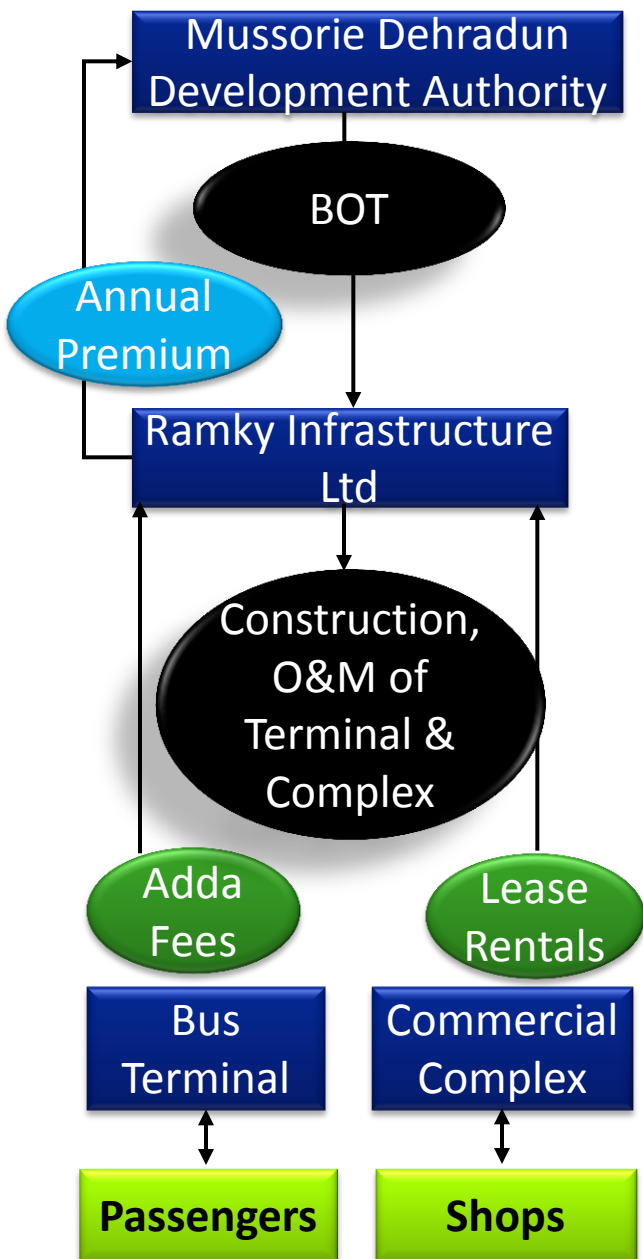 Mussorie Dehradun
Development Authority
BOT
Annual
Premium
Ramky Infrastructure
Ltd
Construction,
O&M of
Terminal &
Complex
Adda
Fees
Lease
Rentals
Bus
Terminal
Commercial
Complex
Passengers
Shops